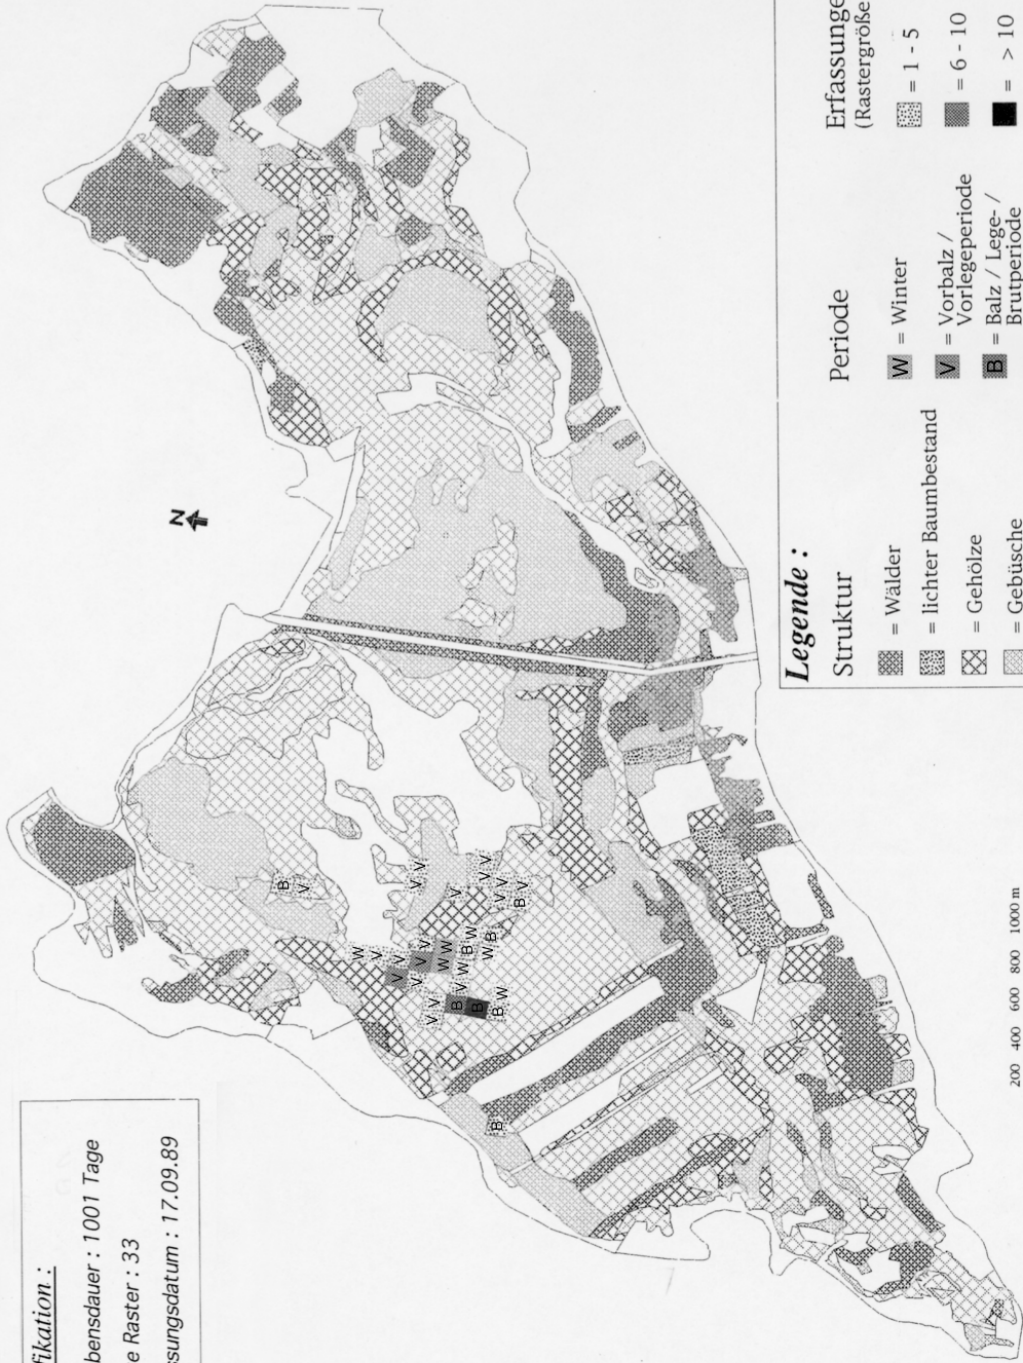 fikation :
bensdauer : 1001 Tage
e Raster : 33
ssungsdatum : 17.09.89
N
B
V
V V
V
V V
V V
B V
W
V
V
V
V
V
W W
V W B W
W B
V V
B
B
B W
B
200 400 600 800 1000 m
Legende :
Struktur
= Wälder
= lichter Baumbestand
= Gehölze
= Gebüsche
Periode
W = Winter
V = Vorbalz /
Vorlegeperiode
B = Balz / Lege- /
Brutperiode
Erfassunge
(Rastergröße
= 1 - 5
= 6 - 10
= > 10